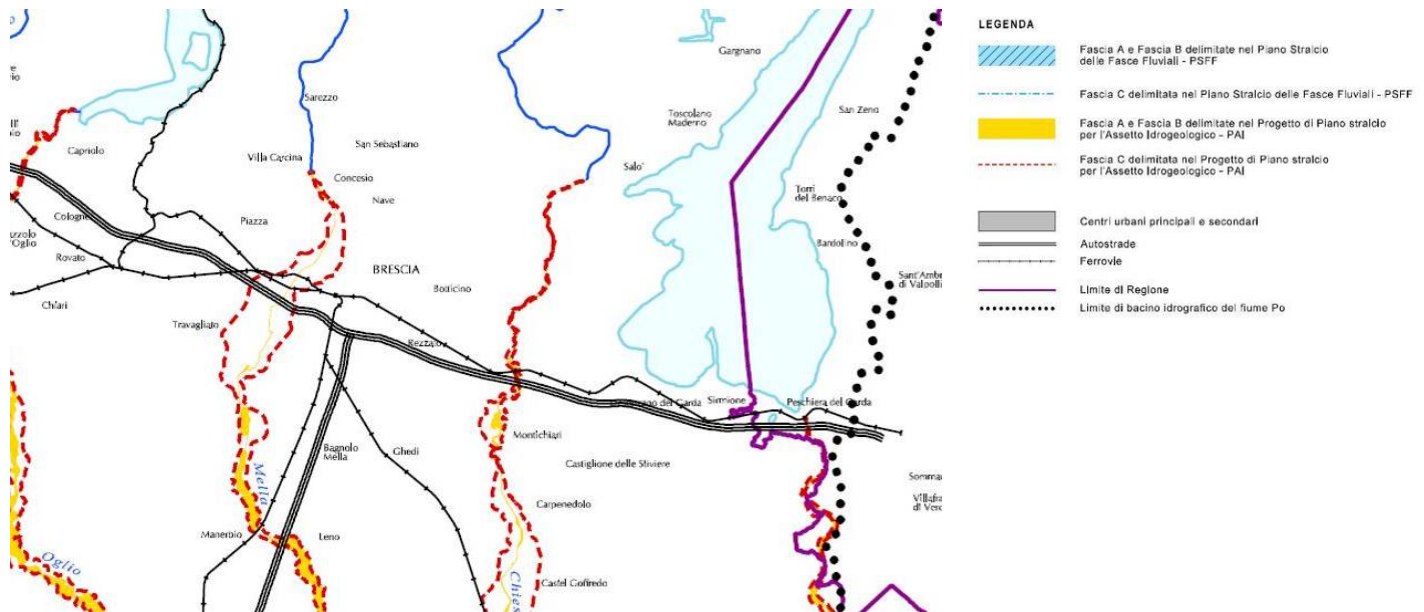 Gargnano
Sarezzo
Toscolano
Maderno
San Zeno
Capriolo
Villa Carcina
San Sebastiano
Salo'
Concesio
Torri
del Benaco
Nave
Cologne
Piazza
Bardolino
Rovato
BRESCIA
Botticino
Chiari
Travagliato
Rezzato
Sirmione
Peschiera del Garda
Montichiari
Bagnolo
Mella
Ghedi
Castiglione delle Stiviere
Mella
Carpenedolo
Manerbio
Leno
Oglio
Castel Goffredo
LEGENDA
Fascia A e Fascia B delimitate nel Piano Stralcio
delle Fasce Fluviali - PSFF
Fascia C delimitata nel Piano Stralcio delle Fasce Fluviali - PSFF
Fascia A e Fascia B delimitate nel Progetto di Piano stralcio
per l'Assetto Idrogeologico - PAI
Fascia C delimitata nel Progetto di Piano stralcio
per l'Assetto Idrogeologico - PAI
Centri urbani principali e secondari
Autostrade
Ferrovie
Limite di Regione
Limite di bacino idrografico del fiume Po